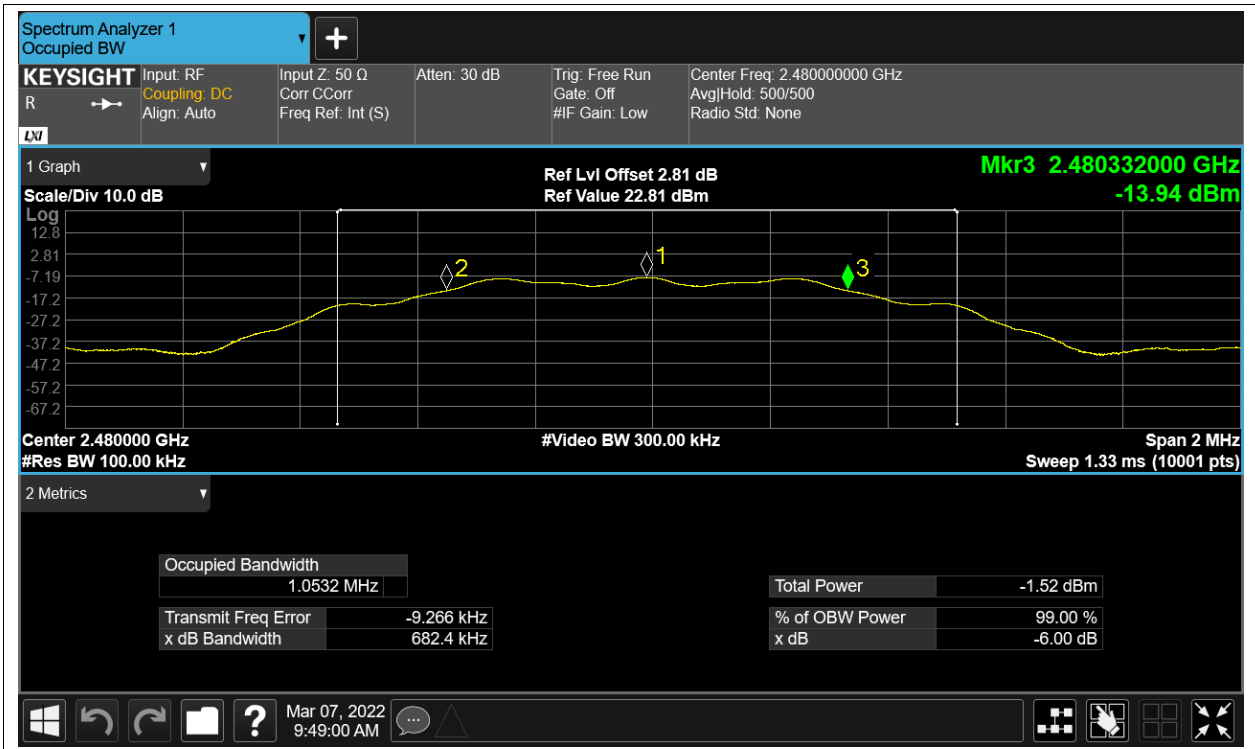 Spectrum Analyzer 1
Occupied BW
KEYSIGHT
R
LXI
Input: RF
Coupling: DC
Align: Auto
Input Z: 50 Ω
Corr CCorr
Freq Ref: Int (S)
Atten: 30 dB
Trig: Free Run
Gate: Off
#IF Gain: Low
Center Freq: 2.480000000 GHz
Avg|Hold: 500/500
Radio Std: None
1 Graph
Scale/Div 10.0 dB
Ref Lvl Offset 2.81 dB
Ref Value 22.81 dBm
Mkr3 2.480332000 GHz
-13.94 dBm
Log
12.8
2.81
-7.19
-17.2
-27.2
-37.2
-47.2
-57.2
-67.2
2
1
3
Center 2.480000 GHz
#Res BW 100.00 kHz
#Video BW 300.00 kHz
Span 2 MHz
Sweep 1.33 ms (10001 pts)
2 Metrics
Occupied Bandwidth
1.0532 MHz
Transmit Freq Error -9.266 kHz
x dB Bandwidth 682.4 kHz
Total Power -1.52 dBm
% of OBW Power 99.00 %
x dB -6.00 dB
?
Mar 07, 2022
9:49:00 AM